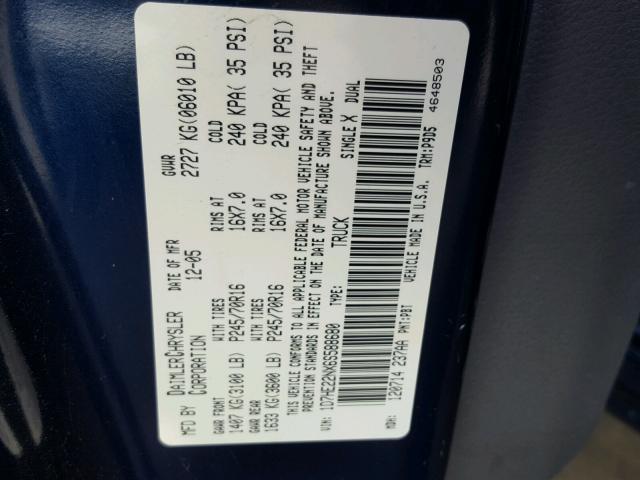 MFD BY DAIMLERCHRYSLER CORPORATION DATE OF MFR 12-05 GVWR 2727 KG(06010 LB)
GAWR FRONT WITH TIRES RIMS AT COLD
1407 KG(3100 LB) P245/70R16 16X7.0 240 KPA( 35 PSI)
GAWR REAR WITH TIRES RIMS AT COLD
1633 KG(3600 LB) P245/70R16 16X7.0 240 KPA( 35 PSI)
THIS VEHICLE CONFORMS TO ALL APPLICABLE FEDERAL MOTOR VEHICLE SAFETY AND THEFT
PREVENTION STANDARDS IN EFFECT ON THE DATE OF MANUFACTURE SHOWN ABOVE.
VIN: 1D7HE22NX6S588680 TYPE: TRUCK SINGLE X DUAL
MDH: 120714 237AA PNT:PBT VEHICLE MADE IN U.S.A. TRM:P9D5 4648503